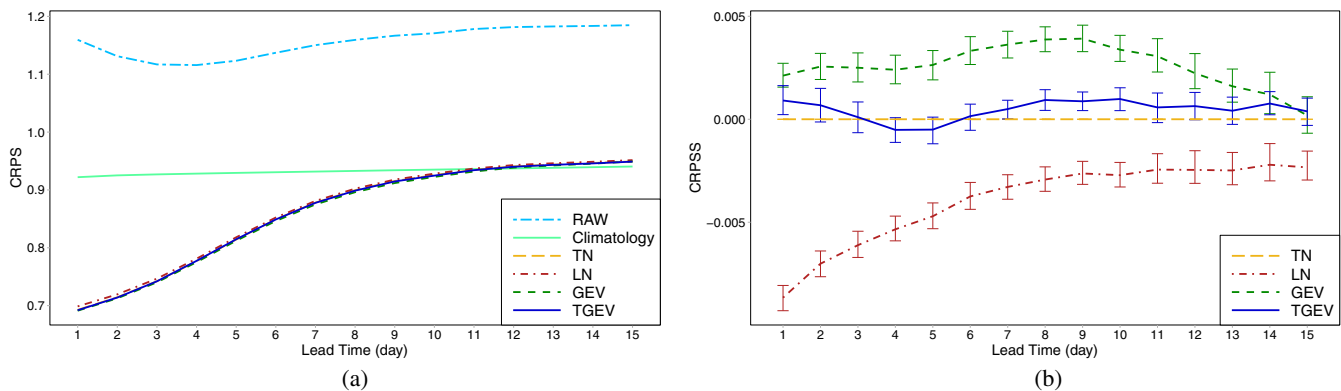 1.2
1.1
1.0
0.9
0.8
0.7
CRPS
RAW
Climatology
TN
LN
GEV
TGEV
1 2 3 4 5 6 7 8 9 10 11 12 13 14 15
Lead Time (day)
(a)
0.005
0.000
−0.005
CRPSS
TN
LN
GEV
TGEV
1 2 3 4 5 6 7 8 9 10 11 12 13 14 15
Lead Time (day)
(b)